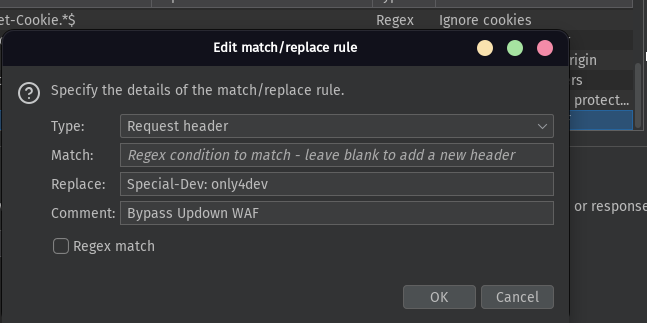 et-Cookie.*$ Regex Ignore cookies
Edit match/replace rule
rigin
Specify the details of the match/replace rule.
rs
protect...
Type: Request header
Match: Regex condition to match - leave blank to add a new header
Replace: Special-Dev: only4dev
or response
Comment: Bypass Updown WAF
Regex match
OK Cancel